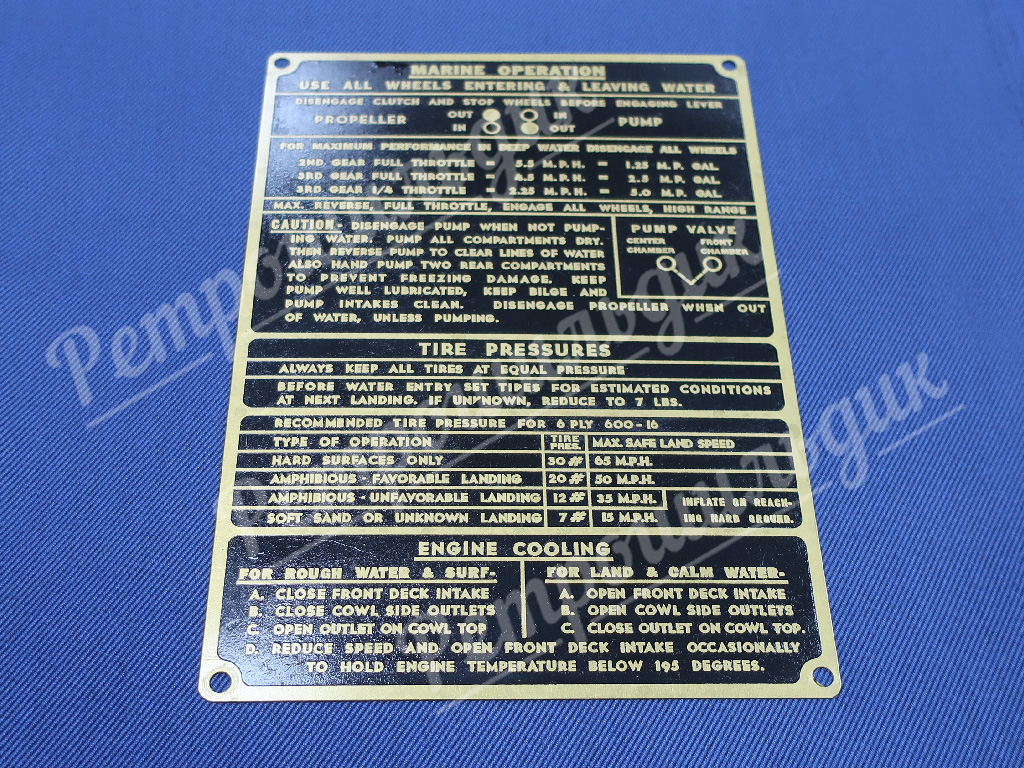 MARINE OPERATION
USE ALL WHEELS ENTERING & LEAVING WATER
DISENGAGE CLUTCH AND STOP WHEELS BEFORE ENGAGING LEVER
PROPELLER OUT IN PUMP
IN OUT
FOR MAXIMUM PERFORMANCE IN DEEP WATER DISENGAGE ALL WHEELS
2ND GEAR FULL THROTTLE = 5.5 M.P.H. = 1.25 M.P. GAL.
3RD GEAR FULL THROTTLE = 4.5 M.P.H. = 2.5 M.P. GAL.
3RD GEAR 1/4 THROTTLE = 2.25 M.P.H. = 5.0 M.P. GAL.
MAX. REVERSE, FULL THROTTLE, ENGAGE ALL WHEELS, HIGH RANGE
CAUTION- DISENGAGE PUMP WHEN NOT PUMP-
ING WATER. PUMP ALL COMPARTMENTS DRY.
THEN REVERSE PUMP TO CLEAR LINES OF WATER
ALSO HAND PUMP TWO REAR COMPARTMENTS
TO PREVENT FREEZING DAMAGE. KEEP
PUMP WELL LUBRICATED, KEEP BILGE AND
PUMP INTAKES CLEAN. DISENGAGE PROPELLER WHEN OUT
OF WATER, UNLESS PUMPING.
PUMP VALVE
CENTER CHAMBER
FRONT CHAMBER
TIRE PRESSURES
ALWAYS KEEP ALL TIRES AT EQUAL PRESSURE
BEFORE WATER ENTRY SET TIPES FOR ESTIMATED CONDITIONS
AT NEXT LANDING. IF UNK'NOWN, REDUCE TO 7 LBS.
RECOMMENDED TIRE PRESSURE FOR 6 PLY 600-16
TYPE OF OPERATION TIRE PRES. MAX. SAFE LAND SPEED
HARD SURFACES ONLY 30# 65 M.P.H.
AMPHIBIOUS - FAVORABLE LANDING 20# 50 M.P.H.
AMPHIBIOUS - UNFAVORABLE LANDING 12# 35 M.P.H. INFLATE ON REACH-
SOFT SAND OR UNKNOWN LANDING 7# 15 M.P.H. ING HARD GROUND.
ENGINE COOLING
FOR ROUGH WATER & SURF-
A. CLOSE FRONT DECK INTAKE
B. CLOSE COWL SIDE OUTLETS
C. OPEN OUTLET ON COWL TOP
FOR LAND & CALM WATER-
A. OPEN FRONT DECK INTAKE
B. OPEN COWL SIDE OUTLETS
C. CLOSE OUTLET ON COWL TOP.
D. REDUCE SPEED AND OPEN FRONT DECK INTAKE OCCASIONALLY
TO HOLD ENGINE TEMPERATURE BELOW 195 DEGREES.
Ретрошильдик
Ретрошильдик
Ретрошильдик